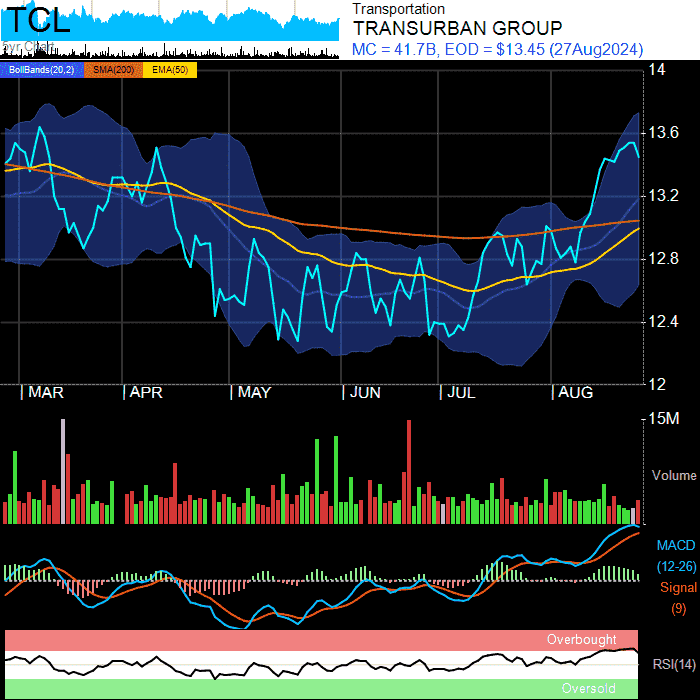 TCL
5yr Chart
Transportation
TRANSURBAN GROUP
MC = 41.7B, EOD = $13.45 (27Aug2024)
BollBands(20,2) SMA(200) EMA(50)
14
13.6
13.2
12.8
12.4
12
| MAR | APR | MAY | JUN | JUL | AUG
15M
Volume
MACD
(12-26)
Signal
(9)
Overbought
RSI(14)
Oversold